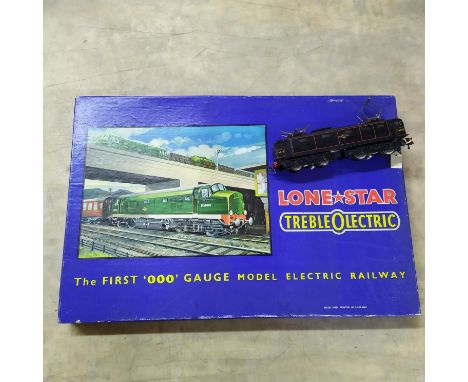 LONE★STAR
TREBLE O LECTRIC
The FIRST '000' GAUGE MODEL ELECTRIC RAILWAY